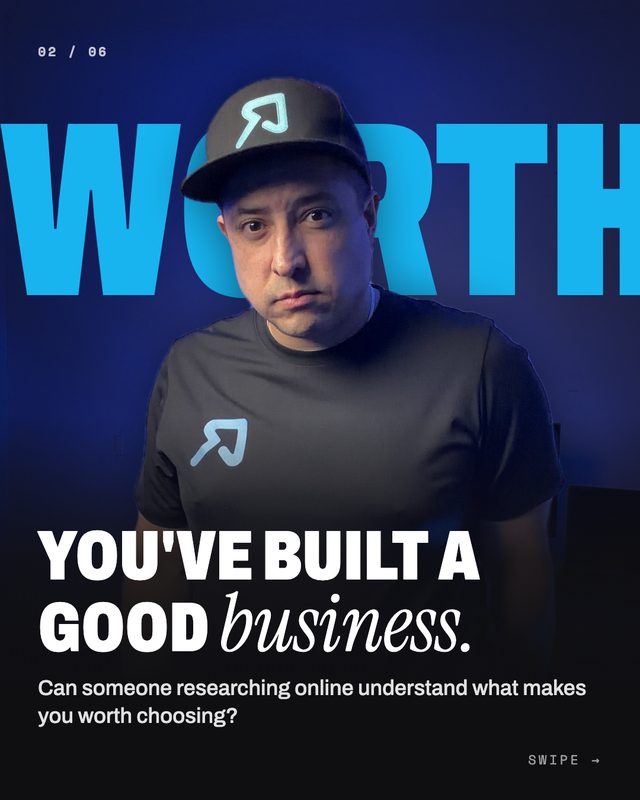 02 / 06
WORTH
YOU'VE BUILT A
GOOD business.
Can someone researching online understand what makes
you worth choosing?
SWIPE →